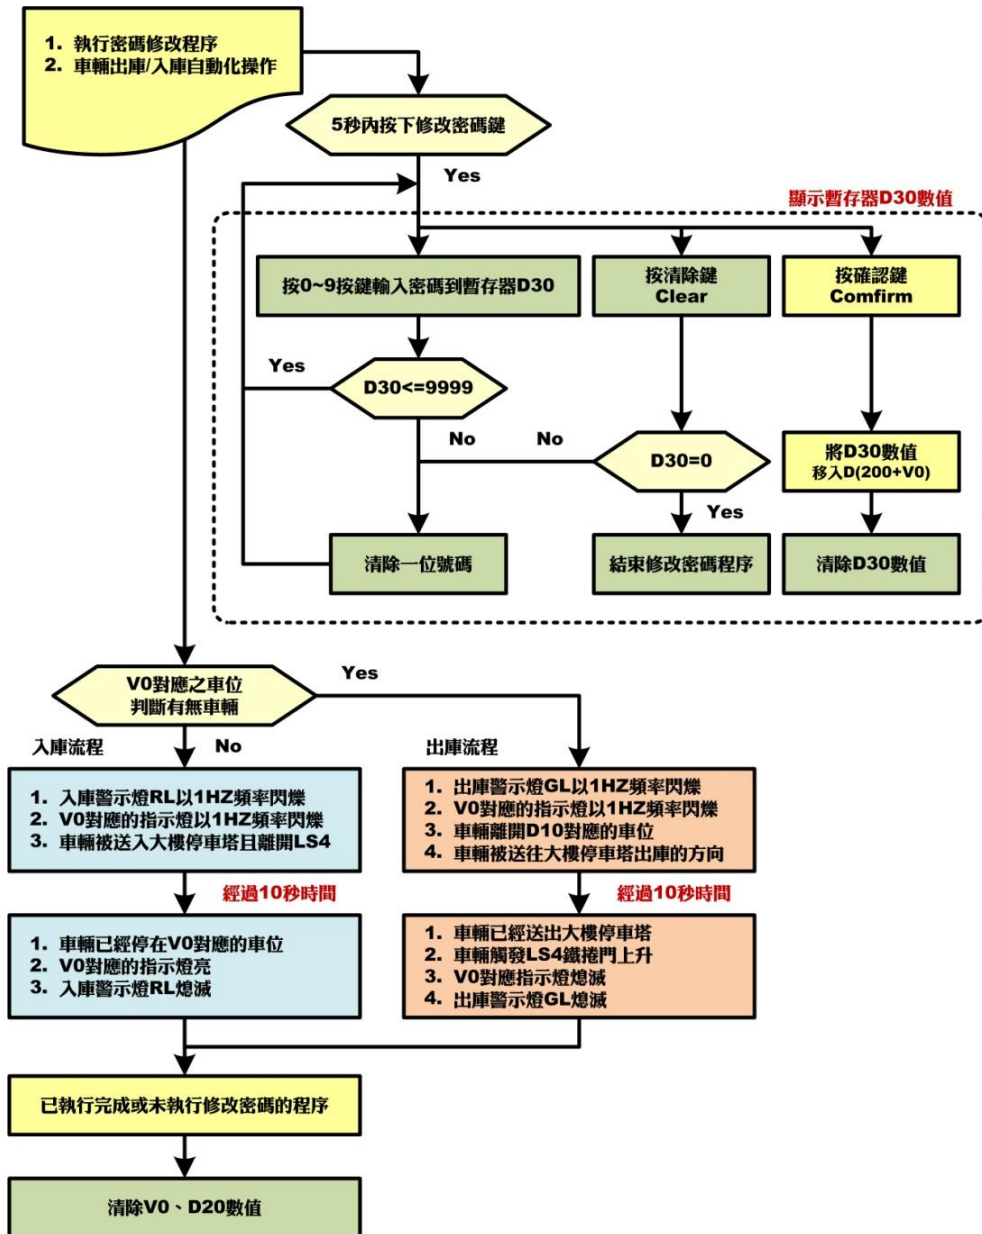 1. 執行密碼修改程序
2. 車輛出庫/入庫自動化操作
5秒內按下修改密碼鍵
Yes
顯示暫存器D30數值
按0~9按鍵輸入密碼到暫存器D30
按清除鍵
Clear
按確認鍵
Comfirm
Yes
D30<=9999
No
No
D30=0
將D30數值
移入D(200+V0)
Yes
清除一位號碼
結束修改密碼程序
清除D30數值
V0對應之車位
判斷有無車輛
Yes
入庫流程
No
出庫流程
1. 入庫警示燈RL以1HZ頻率閃爍
2. V0對應的指示燈以1HZ頻率閃爍
3. 車輛被送入大樓停車塔且離開LS4
1. 出庫警示燈GL以1HZ頻率閃爍
2. V0對應的指示燈以1HZ頻率閃爍
3. 車輛離開D10對應的車位
4. 車輛被送往大樓停車塔出庫的方向
經過10秒時間
經過10秒時間
1. 車輛已經停在V0對應的車位
2. V0對應的指示燈亮
3. 入庫警示燈RL熄滅
1. 車輛已經送出大樓停車塔
2. 車輛觸發LS4鐵捲門上升
3. V0對應指示燈熄滅
4. 出庫警示燈GL熄滅
已執行完成或未執行修改密碼的程序
清除V0、D20數值